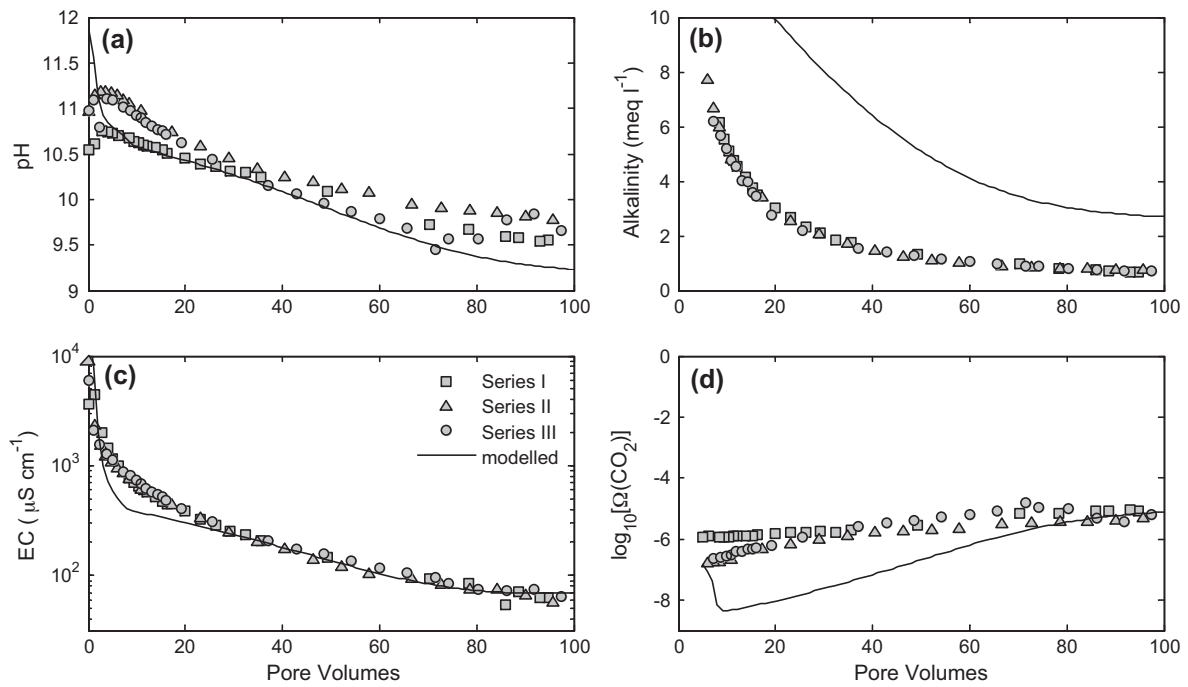 (a)
pH
12
11.5
11
10.5
10
9.5
9
0 20 40 60 80 100
(b)
Alkalinity (meq l⁻¹)
10
8
6
4
2
0
0 20 40 60 80 100
(c)
EC ( μS cm⁻¹)
10⁴
10³
10²
Series I
Series II
Series III
modelled
0 20 40 60 80 100
Pore Volumes
(d)
log₁₀[Ω(CO₂)]
0
-2
-4
-6
-8
0 20 40 60 80 100
Pore Volumes